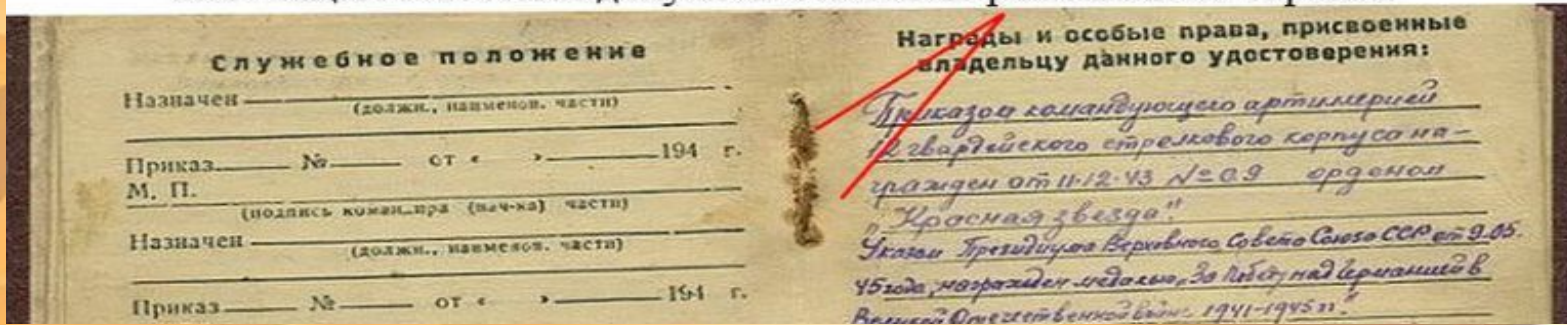 Служебное положение
Назначен
(должн., наименов. части)
Приказ № от « » 194 г.
М. П.
(подпись командира (нач-ка) части)
Назначен
(должн., наименов. части)
Приказ № от « » 194 г.
Награды и особые права, присвоенные
владельцу данного удостоверения:
Приказом командующего артиллерией
12 гвардейского стрелкового корпуса на-
гражден от 11-12-43 № 09 орденом
„Красная звезда".
Указом Президиума Верховного Совета Союза ССР от 9.05.
45 года, награжден медалью „За Победу над Германией в
Великой Отечественной войне 1941-1945 гг."